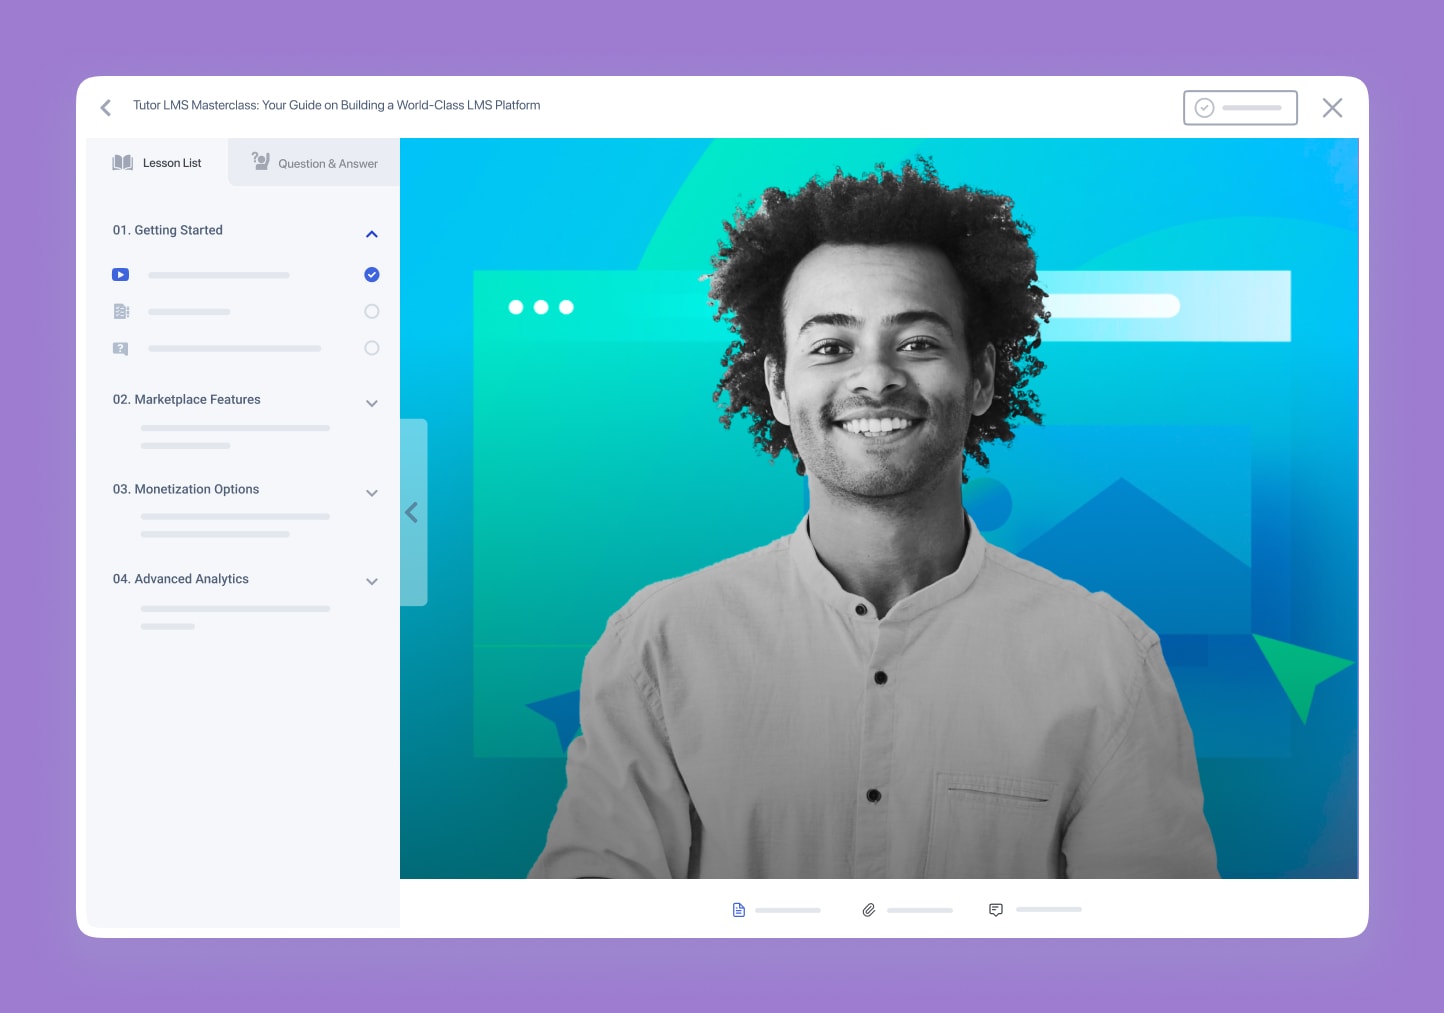 Tutor LMS Masterclass: Your Guide on Building a World-Class LMS Platform
Lesson List
Question & Answer
01. Getting Started
02. Marketplace Features
03. Monetization Options
04. Advanced Analytics